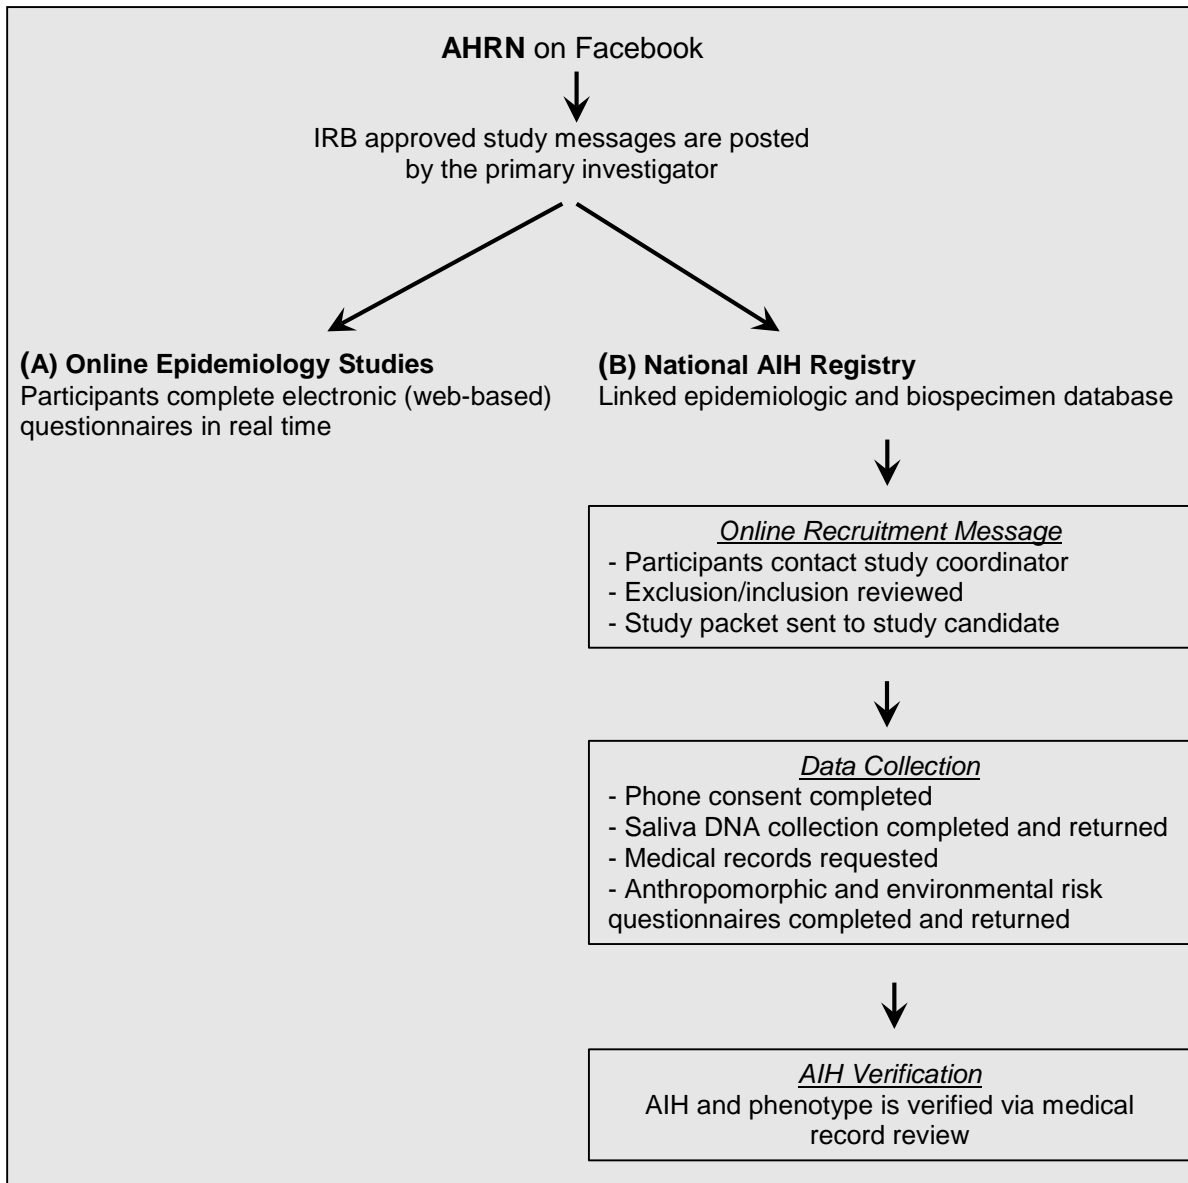 AHRN on Facebook
IRB approved study messages are posted
by the primary investigator
(A) Online Epidemiology Studies
Participants complete electronic (web-based)
questionnaires in real time
(B) National AIH Registry
Linked epidemiologic and biospecimen database
Online Recruitment Message
- Participants contact study coordinator
- Exclusion/inclusion reviewed
- Study packet sent to study candidate
Data Collection
- Phone consent completed
- Saliva DNA collection completed and returned
- Medical records requested
- Anthropomorphic and environmental risk
questionnaires completed and returned
AIH Verification
AIH and phenotype is verified via medical
record review